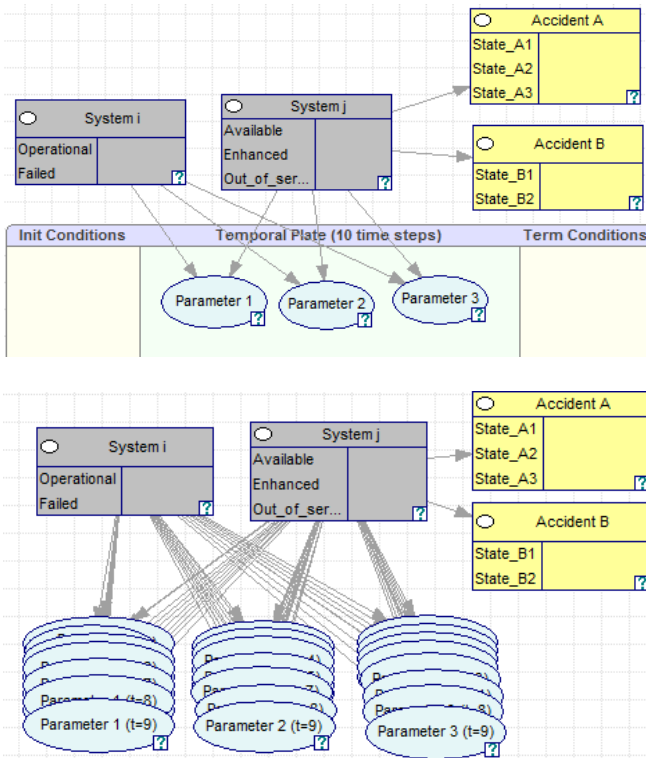 Accident A
State_A1
State_A2
State_A3
System i
Operational
Failed
System j
Available
Enhanced
Out_of_ser...
Accident B
State_B1
State_B2
Init Conditions
Temporal Plate (10 time steps)
Term Conditions
Parameter 1
Parameter 2
Parameter 3
Accident A
State_A1
State_A2
State_A3
System i
Operational
Failed
System j
Available
Enhanced
Out_of_ser...
Accident B
State_B1
State_B2
Parameter 1 (t=9)
Parameter 2 (t=9)
Parameter 3 (t=9)